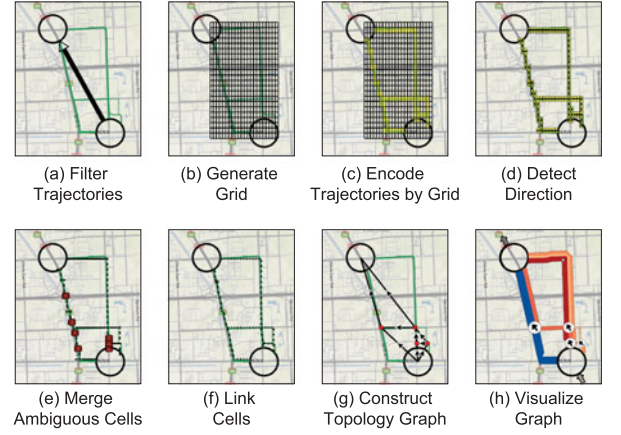 (a) Filter
Trajectories
(b) Generate
Grid
(c) Encode
Trajectories by Grid
(d) Detect
Direction
(e) Merge
Ambiguous Cells
(f) Link
Cells
(g) Construct
Topology Graph
(h) Visualize
Graph